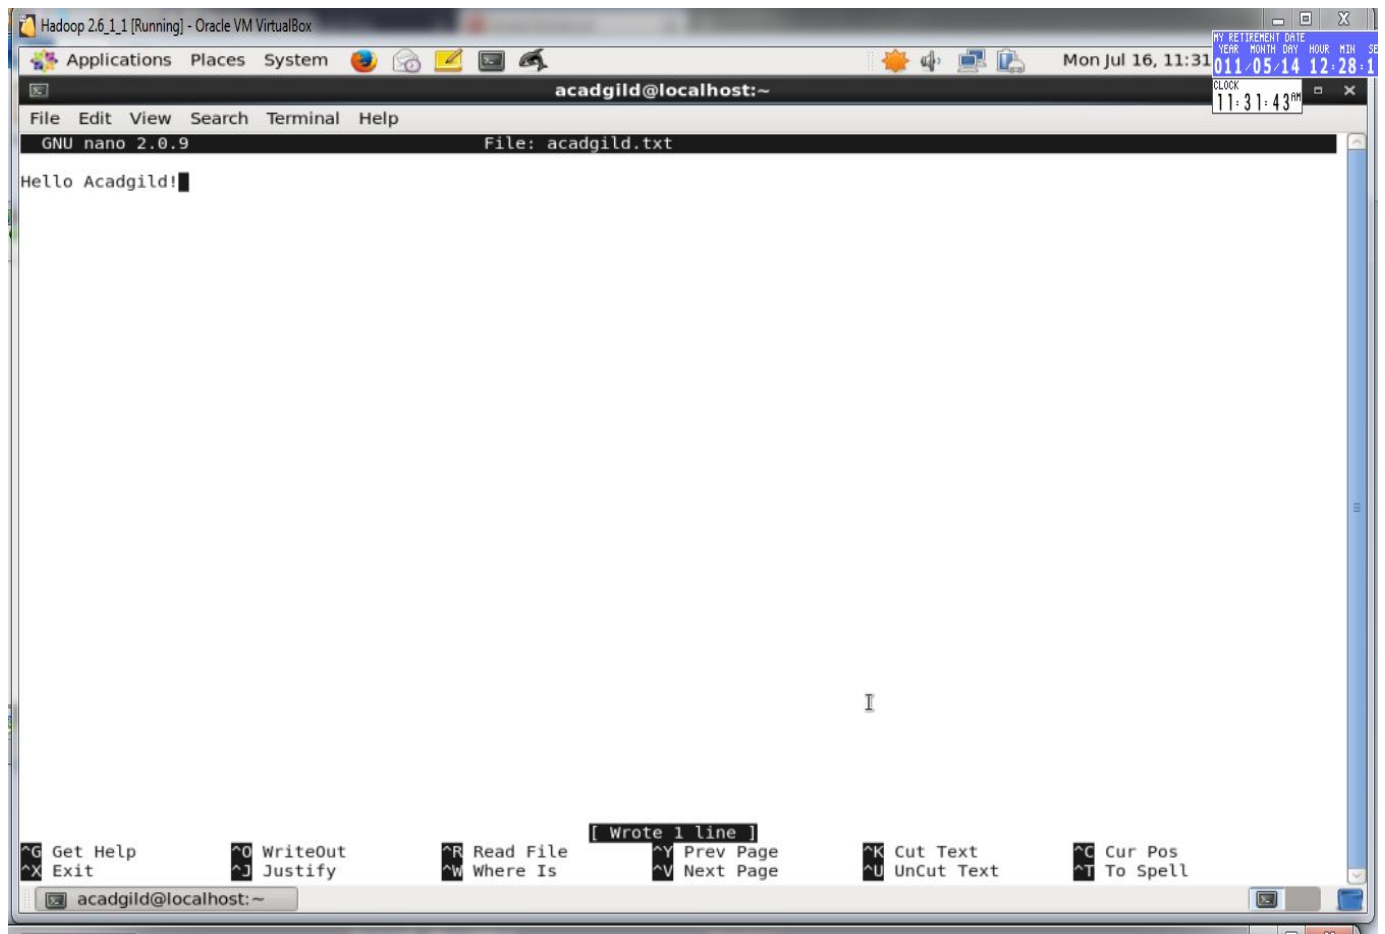 Hadoop 2.6_1_1 [Running] - Oracle VM VirtualBox
MY RETIREMENT DATE
YEAR MONTH DAY HOUR MIN
011/05/14 12:28:
Applications Places System
Mon Jul 16, 11:31
CLOCK
11:31:43
acadgild@localhost:~
File Edit View Search Terminal Help
GNU nano 2.0.9 File: acadgild.txt
Hello Acadgild!
[ Wrote 1 line ]
^G Get Help ^O WriteOut ^R Read File ^Y Prev Page ^K Cut Text ^C Cur Pos
^X Exit ^J Justify ^W Where Is ^V Next Page ^U UnCut Text ^T To Spell
acadgild@localhost:~